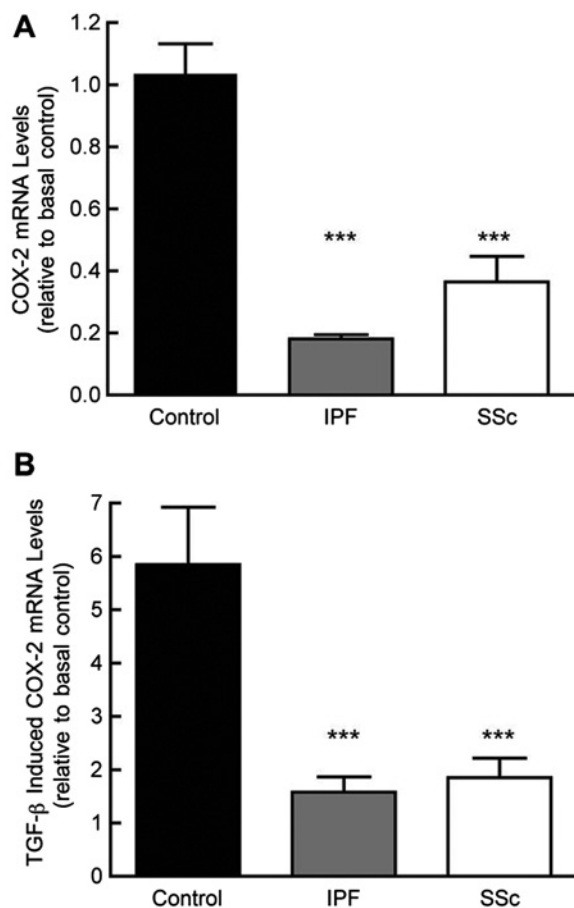 A
COX-2 mRNA Levels
(relative to basal control)
1.2
1.0
0.8
0.6
0.4
0.2
0.0
***
***
Control IPF SSc
B
TGF-β Induced COX-2 mRNA Levels
(relative to basal control)
7
6
5
4
3
2
1
0
***
***
Control IPF SSc